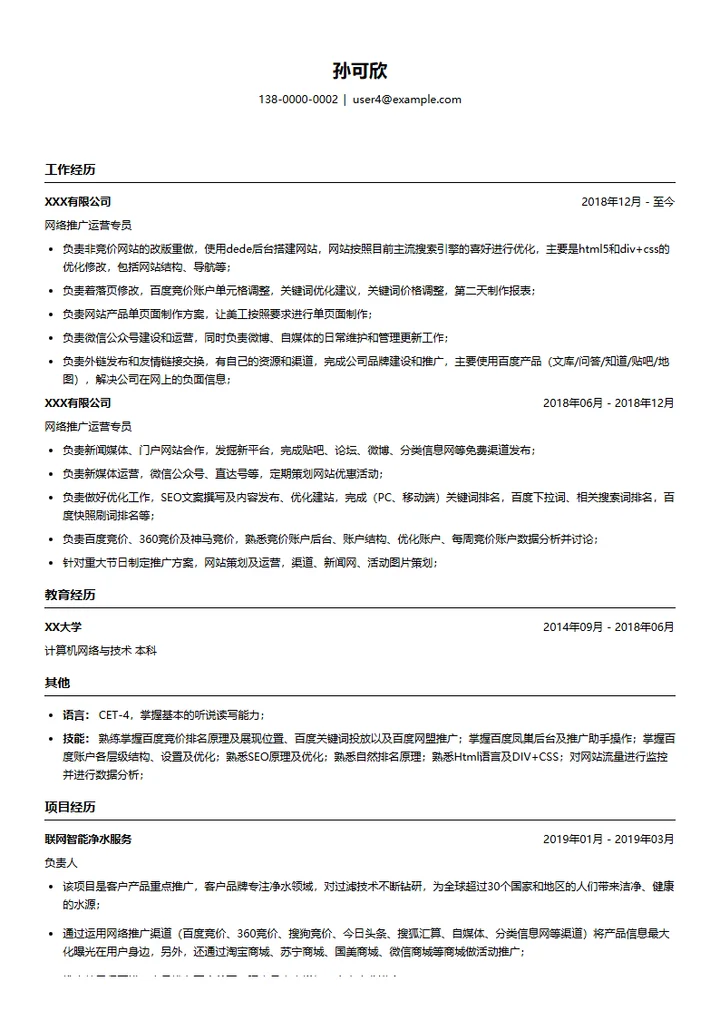 孙可欣
138-0000-0002 | user4@example.com
工作经历
XXX有限公司 2018年12月 - 至今
网络推广运营专员
• 负责非竞价网站的改版重做，使用dede后台搭建网站，网站按照目前主流搜索引擎的喜好进行优化，主要是html5和div+css的
优化修改，包括网站结构、导航等；
• 负责着落页修改，百度竞价账户单元格调整，关键词优化建议，关键词价格调整，第二天制作报表；
• 负责网站产品单页面制作方案，让美工按照要求进行单页面制作；
• 负责微信公众号建设和运营，同时负责微博、自媒体的日常维护和管理更新工作；
• 负责外链发布和友情链接交换，有自己的资源和渠道，完成公司品牌建设和推广，主要使用百度产品（文库/问答/知道/贴吧/地
图），解决公司在网上的负面信息；
XXX有限公司 2018年06月 - 2018年12月
网络推广运营专员
• 负责新闻媒体、门户网站合作，发掘新平台，完成贴吧、论坛、微博、分类信息网等免费渠道发布；
• 负责新媒体运营，微信公众号、直达号等，定期策划网站优惠活动；
• 负责做好优化工作，SEO文案撰写及内容发布、优化建站，完成（PC、移动端）关键词排名，百度下拉词、相关搜索词排名，百
度快照刷词排名等；
• 负责百度竞价、360竞价及神马竞价，熟悉竞价账户后台、账户结构、优化账户、每周竞价账户数据分析并讨论；
• 针对重大节日制定推广方案，网站策划及运营，渠道、新闻网、活动图片策划；
教育经历
XX大学 2014年09月 - 2018年06月
计算机网络与技术 本科
其他
• 语言： CET-4，掌握基本的听说读写能力；
• 技能： 熟练掌握百度竞价排名原理及展现位置、百度关键词投放以及百度网盟推广；掌握百度凤巢后台及推广助手操作；掌握百
度账户各层级结构、设置及优化；熟悉SEO原理及优化；熟悉自然排名原理；熟悉Html语言及DIV+CSS；对网站流量进行监控
并进行数据分析；
项目经历
联网智能净水服务 2019年01月 - 2019年03月
负责人
• 该项目是客户产品重点推广，客户品牌专注净水领域，对过滤技术不断钻研，为全球超过30个国家和地区的人们带来洁净、健康
的水源；
• 通过运用网络推广渠道（百度竞价、360竞价、搜狗竞价、今日头条、搜狐汇算、自媒体、分类信息网等渠道）将产品信息最大
化曝光在用户身边，另外，还通过淘宝商城、苏宁商城、国美商城、微信商城等商城做活动推广；